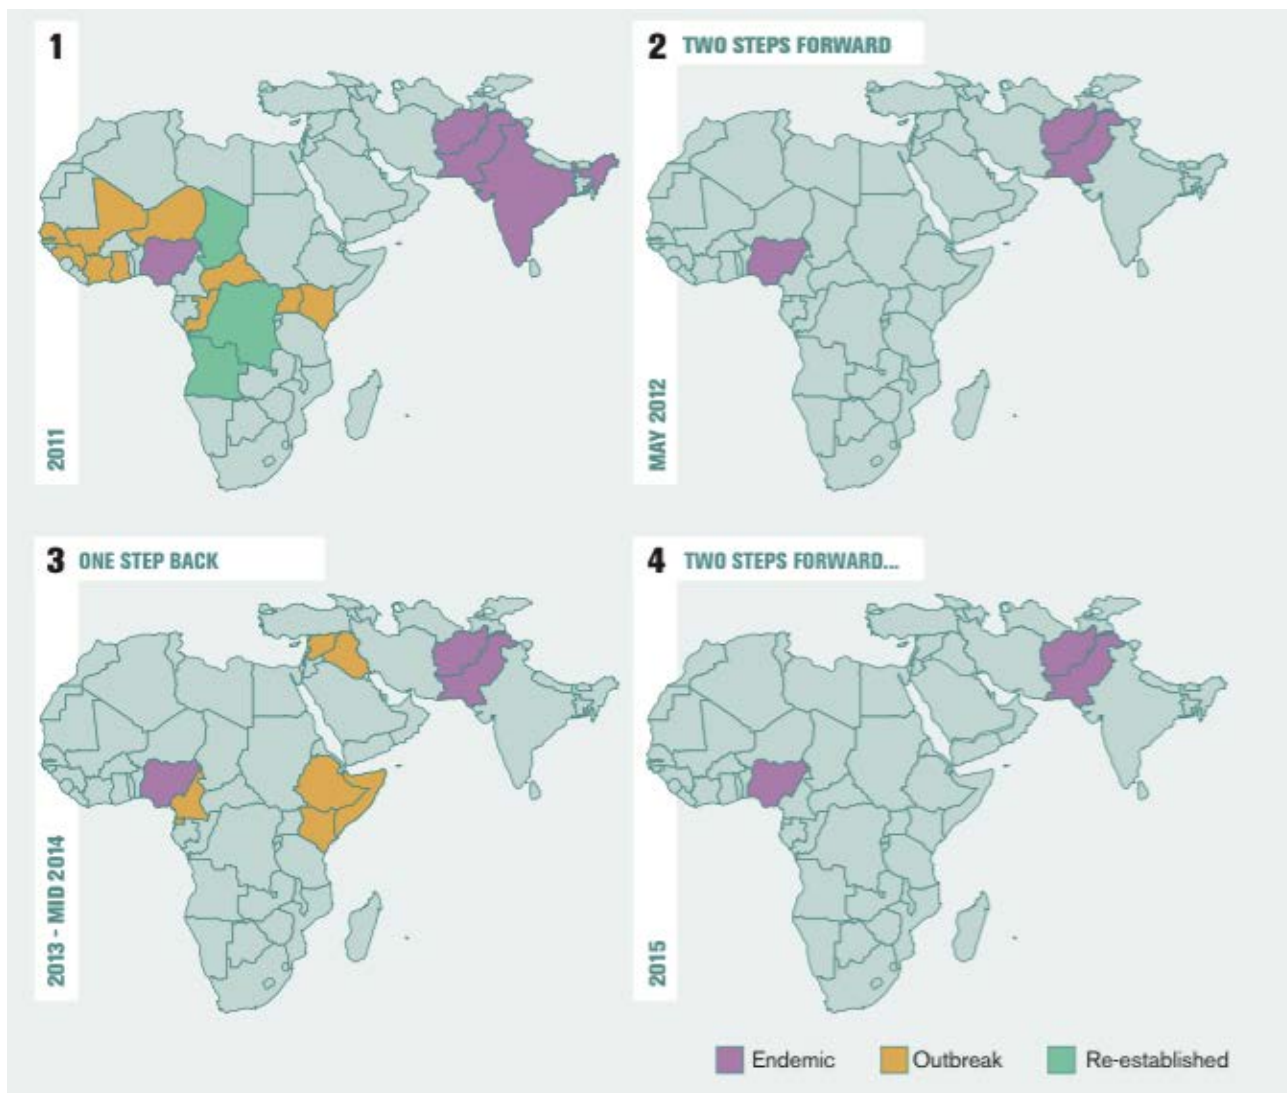 1
2011
2 TWO STEPS FORWARD
MAY 2012
3 ONE STEP BACK
2013 - MID 2014
4 TWO STEPS FORWARD...
2015
Endemic
Outbreak
Re-established